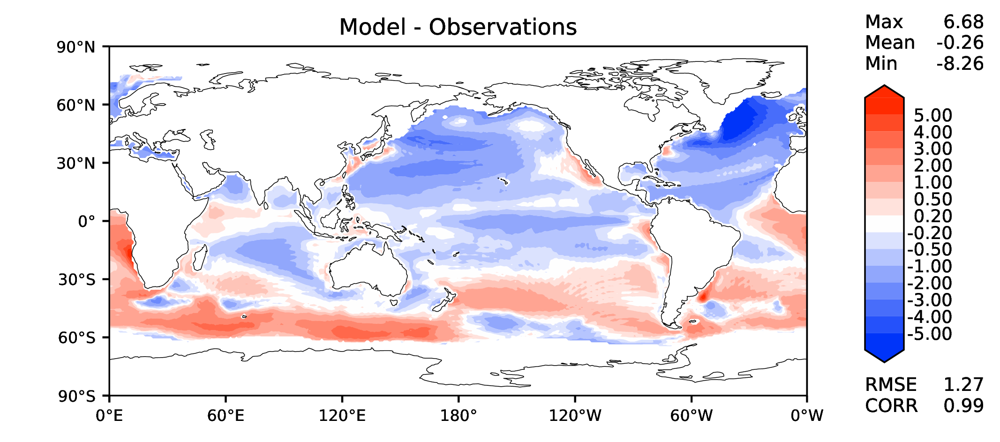 Model - Observations
Max 6.68
Mean -0.26
Min -8.26
90°N
60°N
30°N
0°
30°S
60°S
90°S
0°E 60°E 120°E 180° 120°W 60°W 0°W
5.00
4.00
3.00
2.00
1.00
0.50
0.20
-0.20
-0.50
-1.00
-2.00
-3.00
-4.00
-5.00
RMSE 1.27
CORR 0.99